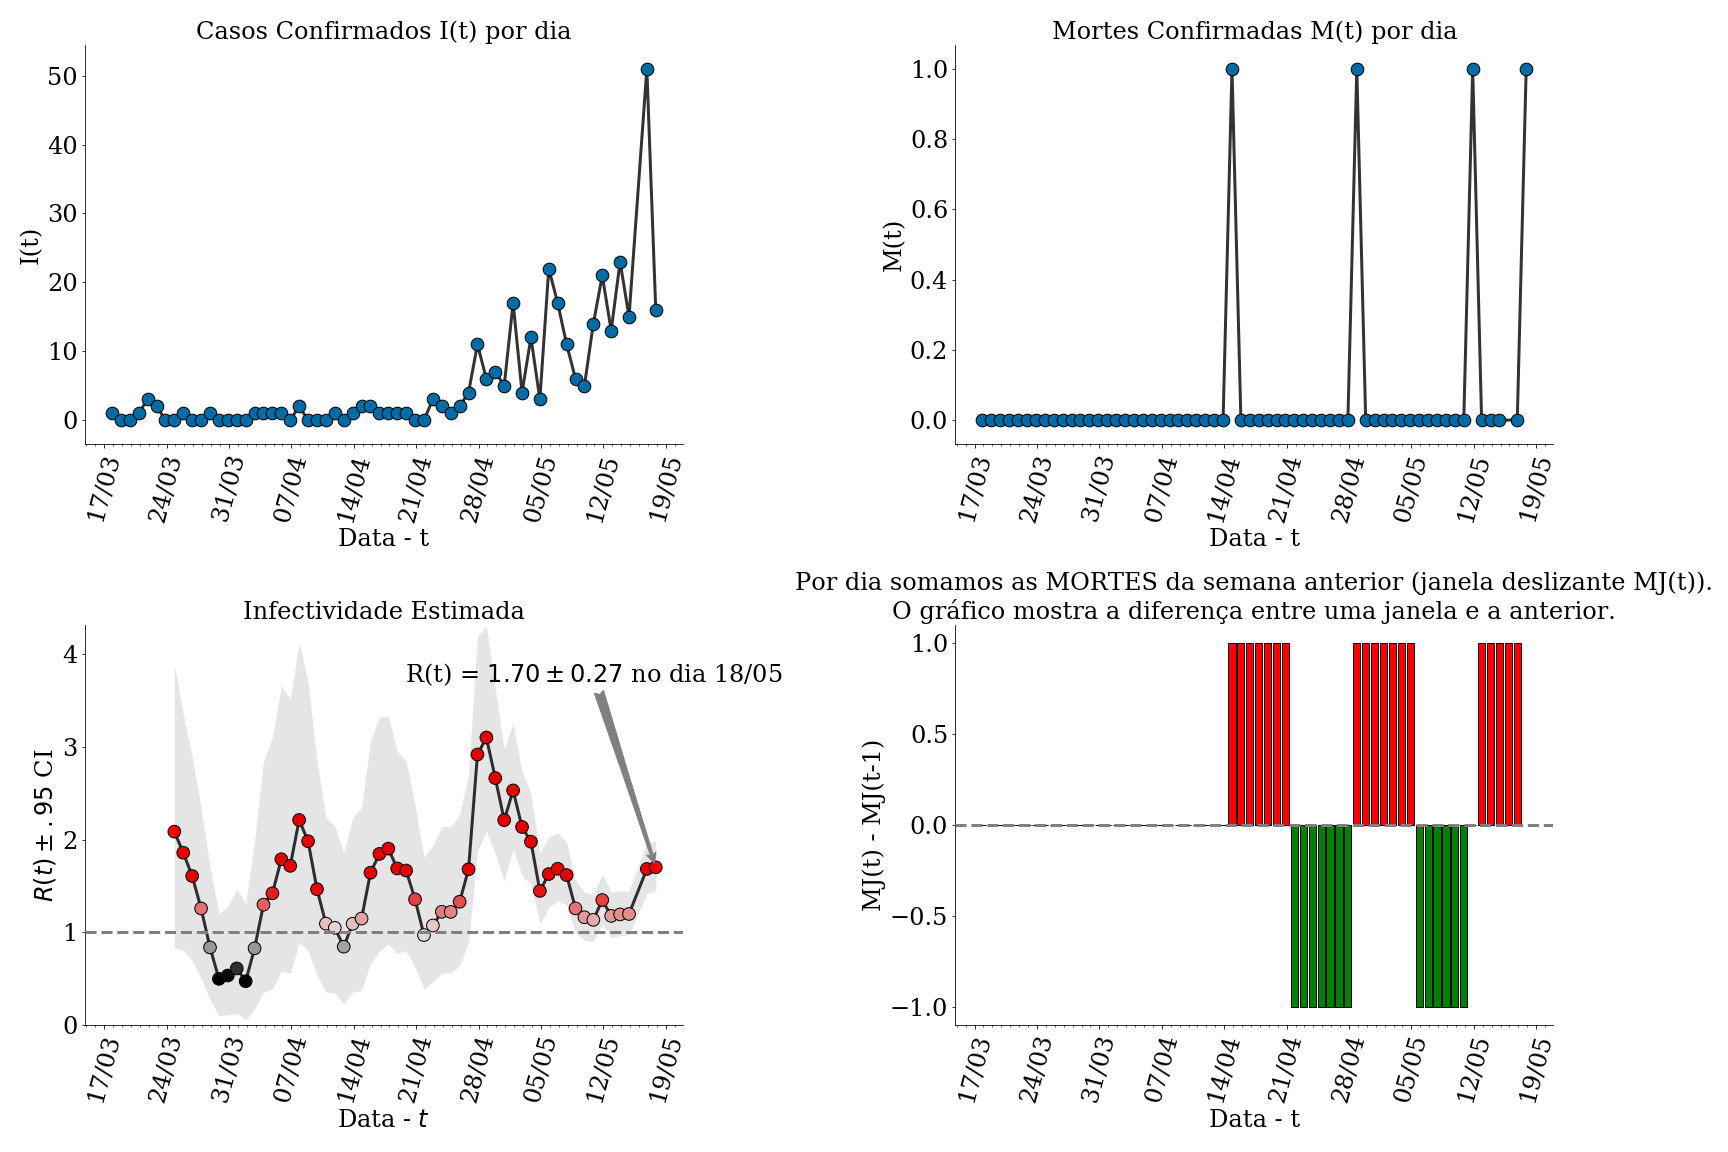 Casos Confirmados I(t) por dia
I(t)
50
40
30
20
10
0
17/03 24/03 31/03 07/04 14/04 21/04 28/04 05/05 12/05 19/05
Data - t
Mortes Confirmadas M(t) por dia
M(t)
1.0
0.8
0.6
0.4
0.2
0.0
17/03 24/03 31/03 07/04 14/04 21/04 28/04 05/05 12/05 19/05
Data - t
Infectividade Estimada
R(t) ± .95 CI
4
3
2
1
0
R(t) = 1.70 ± 0.27 no dia 18/05
17/03 24/03 31/03 07/04 14/04 21/04 28/04 05/05 12/05 19/05
Data - t
Por dia somamos as MORTES da semana anterior (janela deslizante MJ(t)).
O gráfico mostra a diferença entre uma janela e a anterior.
MJ(t) - MJ(t-1)
1.0
0.5
0.0
−0.5
−1.0
17/03 24/03 31/03 07/04 14/04 21/04 28/04 05/05 12/05 19/05
Data - t